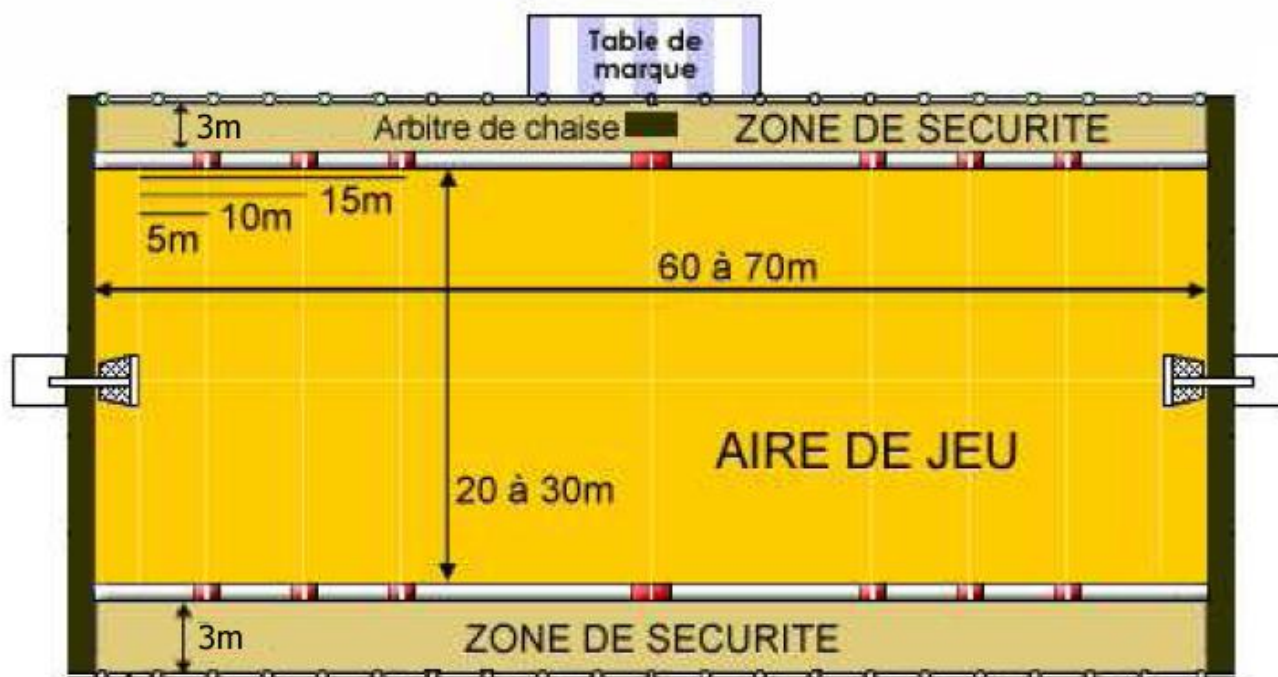 Table de
marque
3m
Arbitre de chaise
ZONE DE SECURITE
15m
10m
5m
60 à 70m
AIRE DE JEU
20 à 30m
3m
ZONE DE SECURITE